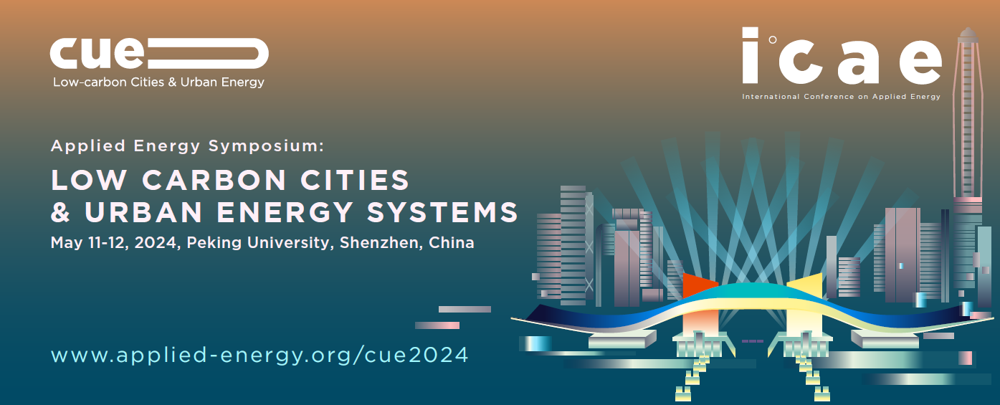 cue
Low-carbon Cities & Urban Energy
i°cae
International Conference on Applied Energy
Applied Energy Symposium:
LOW CARBON CITIES
& URBAN ENERGY SYSTEMS
May 11-12, 2024, Peking University, Shenzhen, China
www.applied-energy.org/cue2024